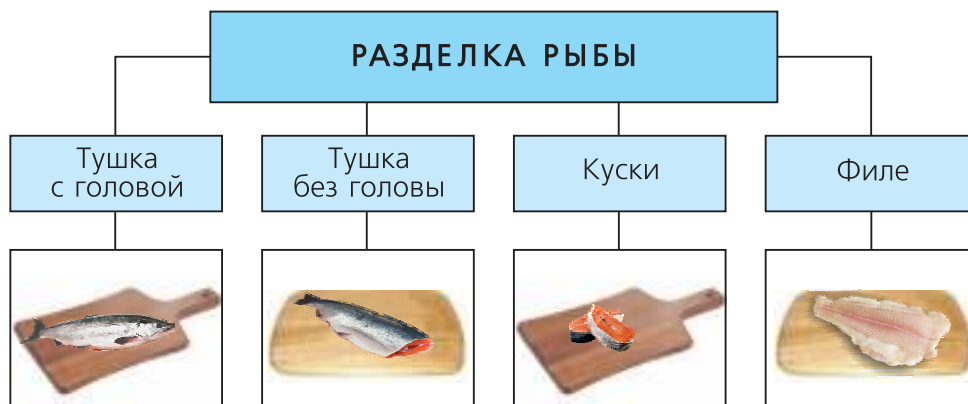 РАЗДЕЛКА РЫБЫ
Тушка
с головой
Тушка
без головы
Куски
Филе